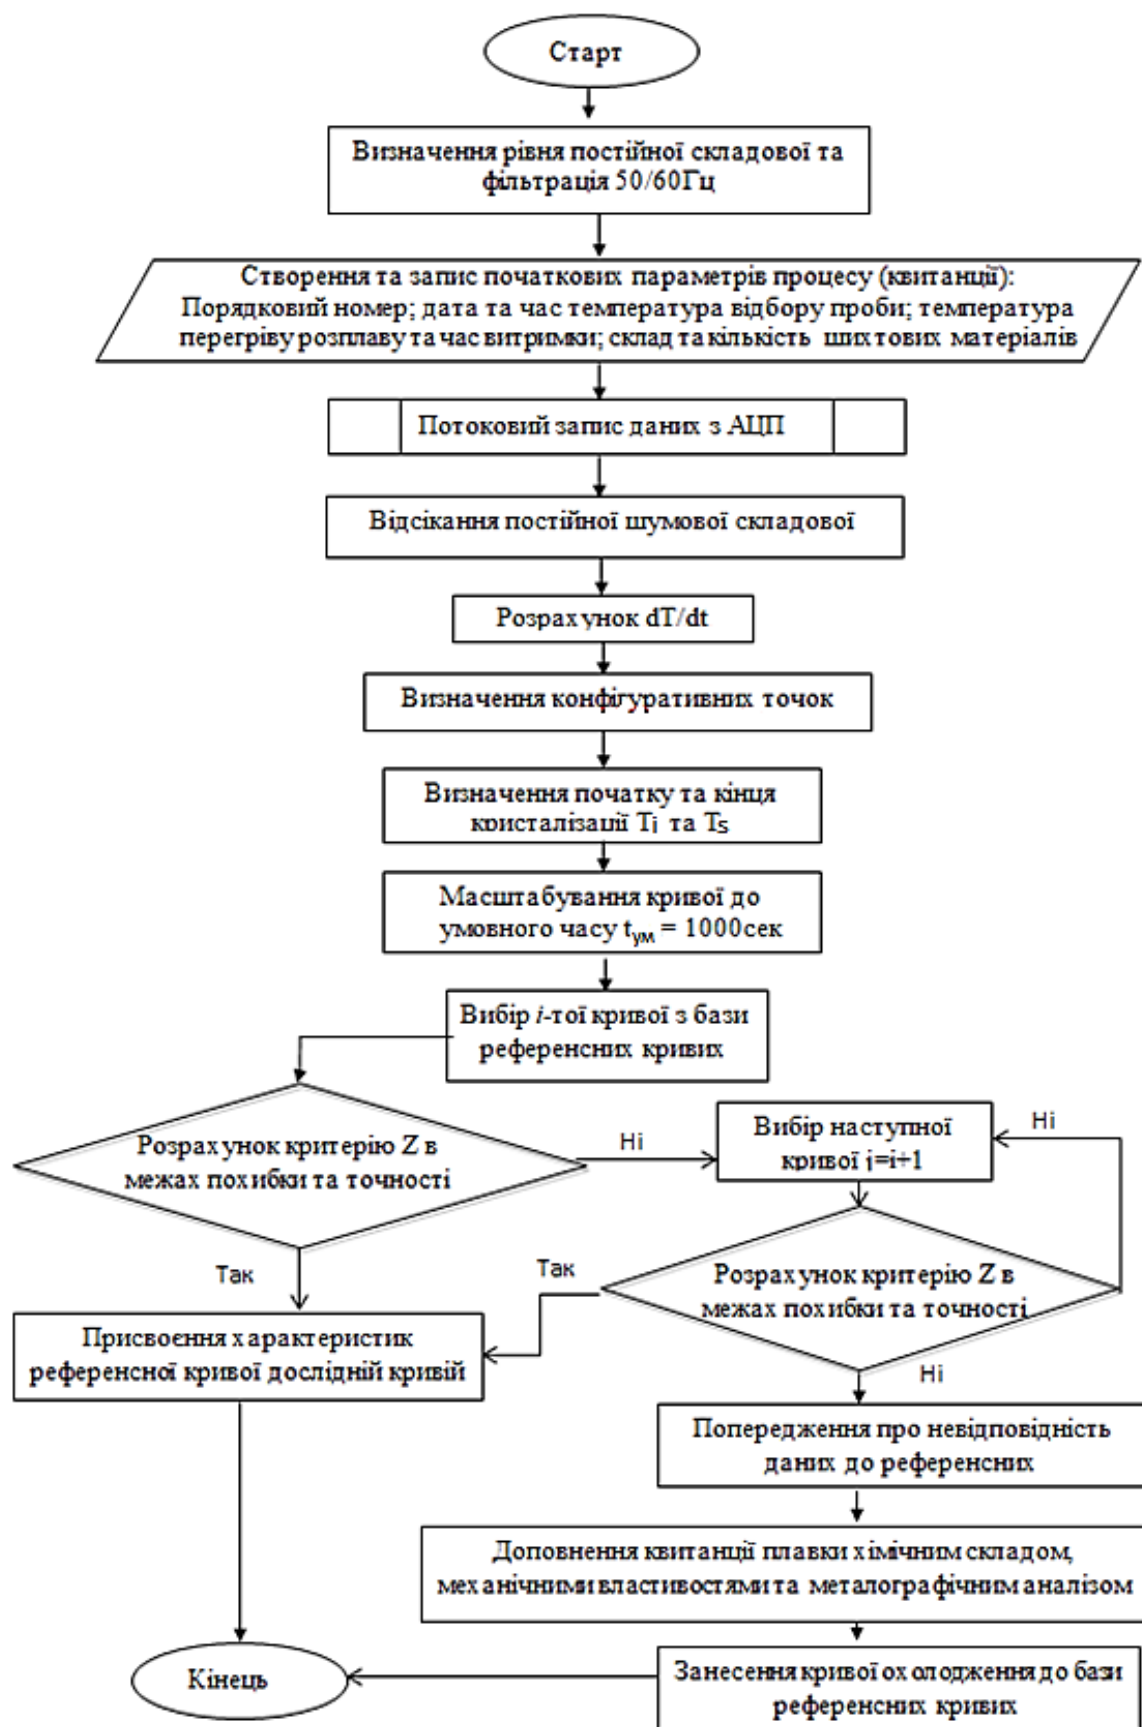 Старт
Визначення рівня постійної складової та
фільтрація 50/60Гц
Створення та запис початкових параметрів процесу (квитанції):
Порядковий номер; дата та час температура відбору проби; температура
перегріву розплаву та час витримки; склад та кількість шихтових матеріалів
Потоковий запис даних з АЦП
Відсікання постійної шумової складової
Розрахунок dT/dt
Визначення конфігуративних точок
Визначення початку та кінця
кристалізації Ti та TS
Масштабування кривої до
умовного часу tум = 1000сек
Вибір i-тої кривої з бази
референсних кривих
Розрахунок критерію Z в
межах похибки та точності
Ні
Вибір наступної
кривої j=i+1
Ні
Так
Так
Розрахунок критерію Z в
межах похибки та точності
Присвоєння характеристик
референсної кривої дослідній кривій
Ні
Попередження про невідповідність
даних до референсних
Доповнення квитанції плавки хімічним складом,
механічними властивостями та металографічним аналізом
Кінець
Занесення кривої охолодження до бази
референсних кривих